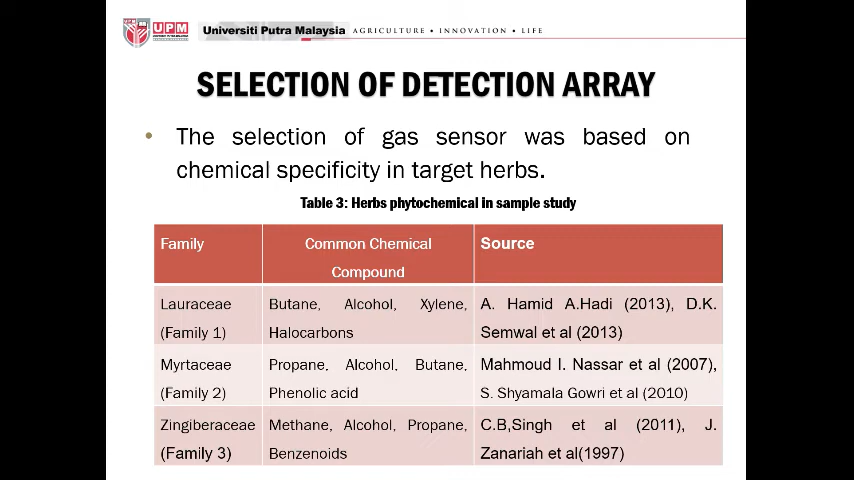 UPM
Universiti Putra Malaysia AGRICULTURE • INNOVATION • LIFE
SELECTION OF DETECTION ARRAY
• The selection of gas sensor was based on
chemical specificity in target herbs.
Table 3: Herbs phytochemical in sample study
Family Common Chemical Source
Compound
Lauraceae Butane, Alcohol, Xylene, A. Hamid A.Hadi (2013), D.K.
(Family 1) Halocarbons Semwal et al (2013)
Myrtaceae Propane, Alcohol, Butane, Mahmoud I. Nassar et al (2007),
(Family 2) Phenolic acid S. Shyamala Gowri et al (2010)
Zingiberaceae Methane, Alcohol, Propane, C.B,Singh et al (2011), J.
(Family 3) Benzenoids Zanariah et al(1997)